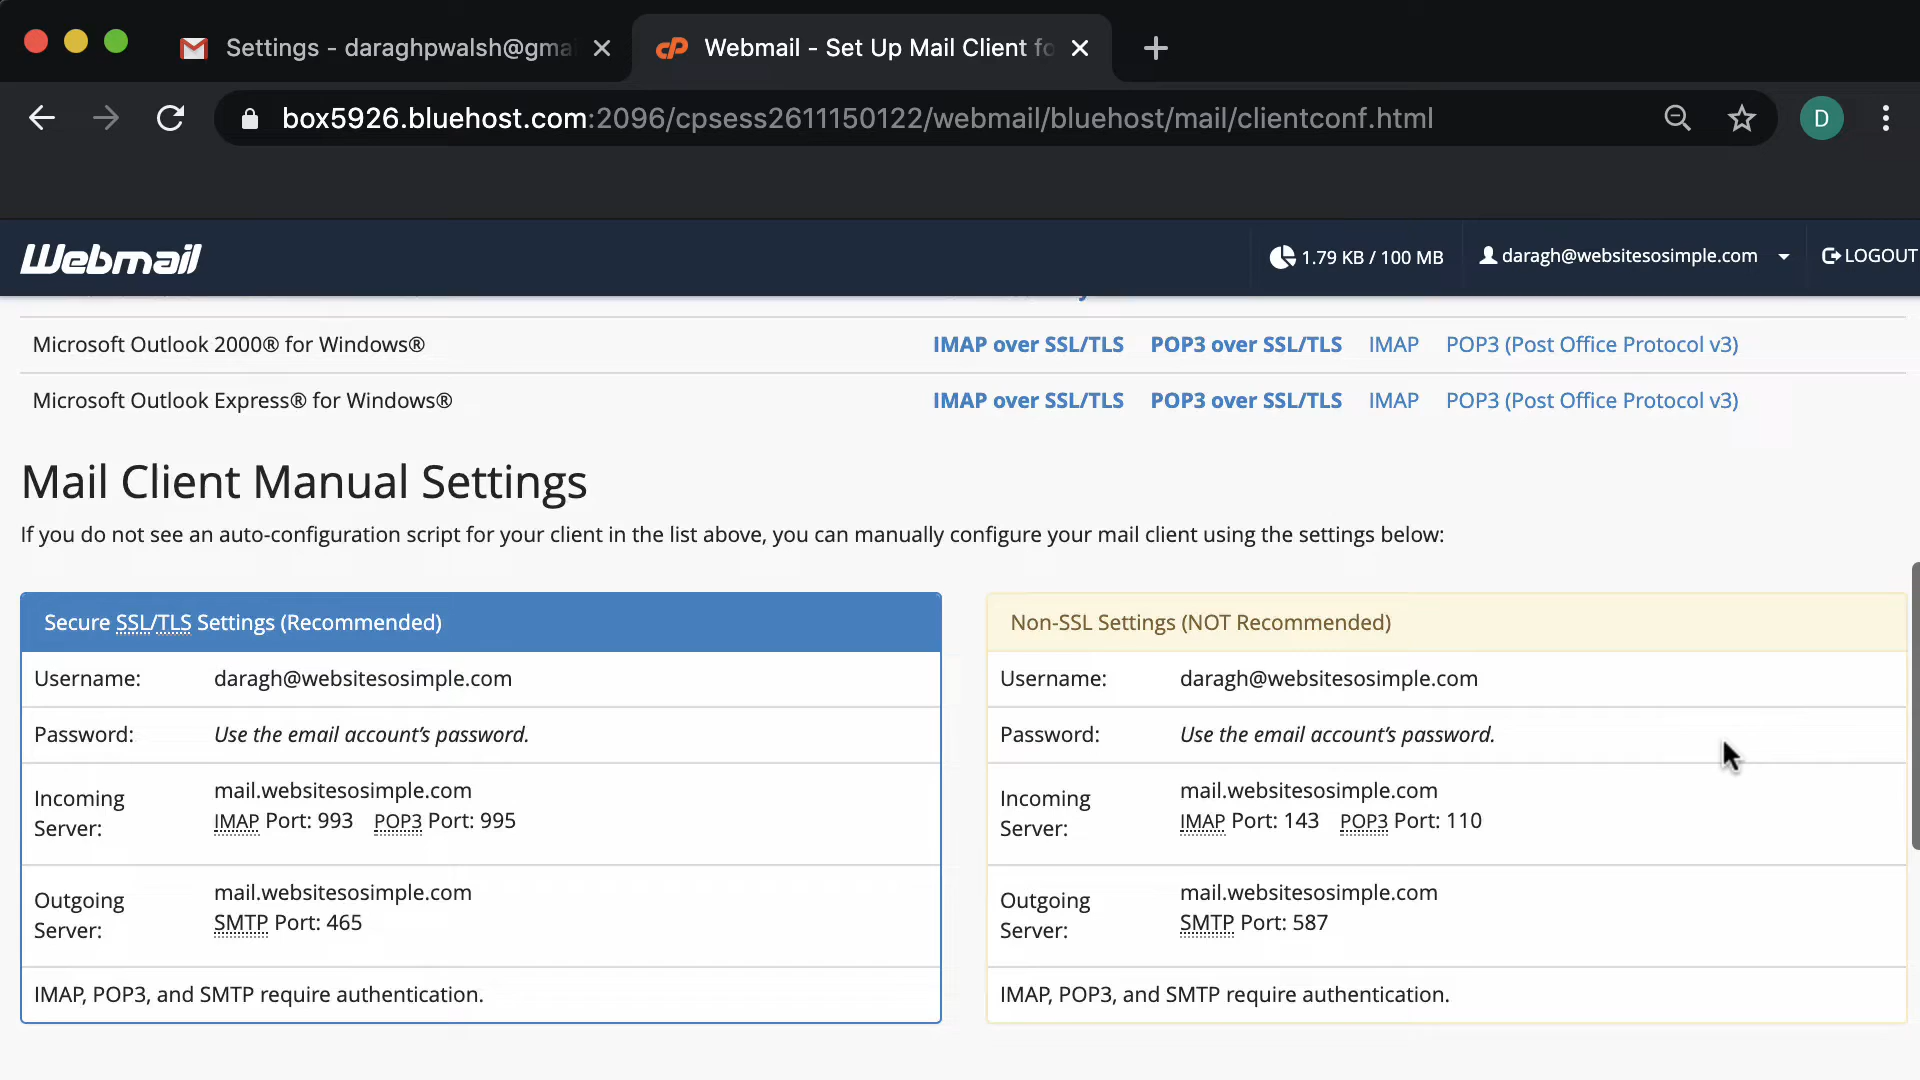 Settings - daraghpwalsh@gma
Webmail - Set Up Mail Client fo
box5926.bluehost.com:2096/cpsess2611150122/webmail/bluehost/mail/clientconf.html
D
Webmail
1.79 KB / 100 MB
daragh@websitesosimple.com
LOGOUT
Microsoft Outlook 2000® for Windows® IMAP over SSL/TLS POP3 over SSL/TLS IMAP POP3 (Post Office Protocol v3)
Microsoft Outlook Express® for Windows® IMAP over SSL/TLS POP3 over SSL/TLS IMAP POP3 (Post Office Protocol v3)
Mail Client Manual Settings
If you do not see an auto-configuration script for your client in the list above, you can manually configure your mail client using the settings below:
Secure SSL/TLS Settings (Recommended)
Username: daragh@websitesosimple.com
Password: Use the email account's password.
Incoming Server: mail.websitesosimple.com
IMAP Port: 993 POP3 Port: 995
Outgoing Server: mail.websitesosimple.com
SMTP Port: 465
IMAP, POP3, and SMTP require authentication.
Non-SSL Settings (NOT Recommended)
Username: daragh@websitesosimple.com
Password: Use the email account's password.
Incoming Server: mail.websitesosimple.com
IMAP Port: 143 POP3 Port: 110
Outgoing Server: mail.websitesosimple.com
SMTP Port: 587
IMAP, POP3, and SMTP require authentication.